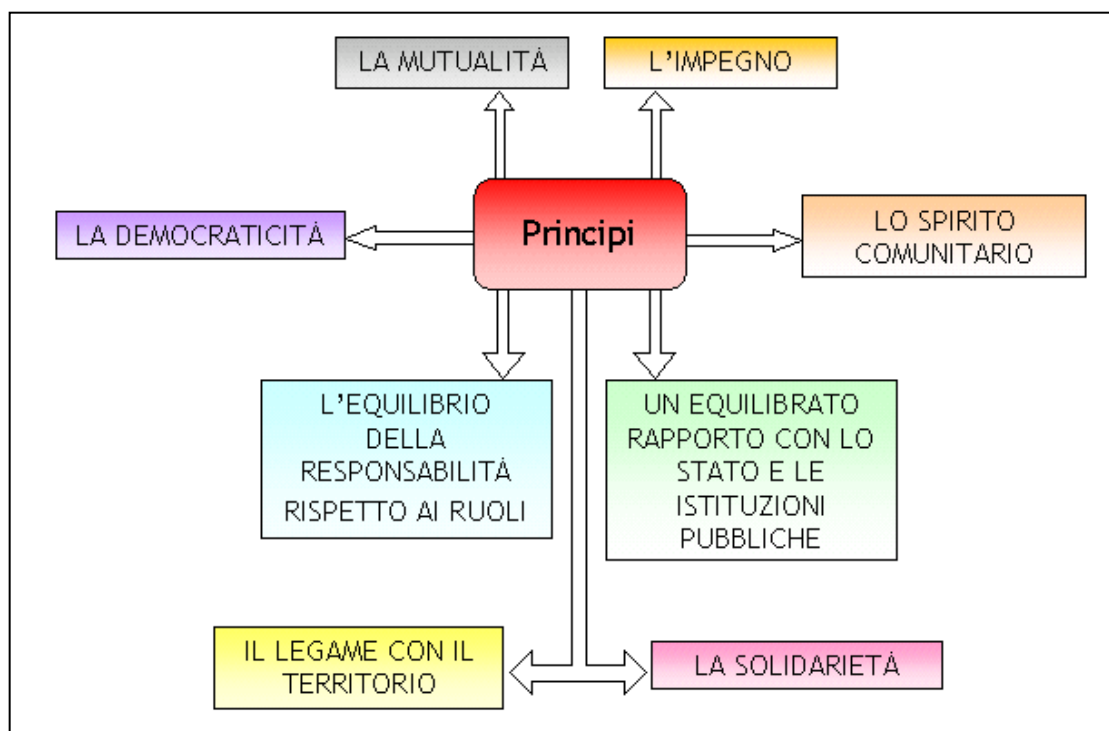 LA MUTUALITÀ
L'IMPEGNO
Principi
LA DEMOCRATICITÀ
LO SPIRITO
COMUNITARIO
L'EQUILIBRIO
DELLA
RESPONSABILITÀ
RISPETTO AI RUOLI
UN EQUILIBRATO
RAPPORTO CON LO
STATO E LE
ISTITUZIONI
PUBBLICHE
IL LEGAME CON IL
TERRITORIO
LA SOLIDARIETÀ